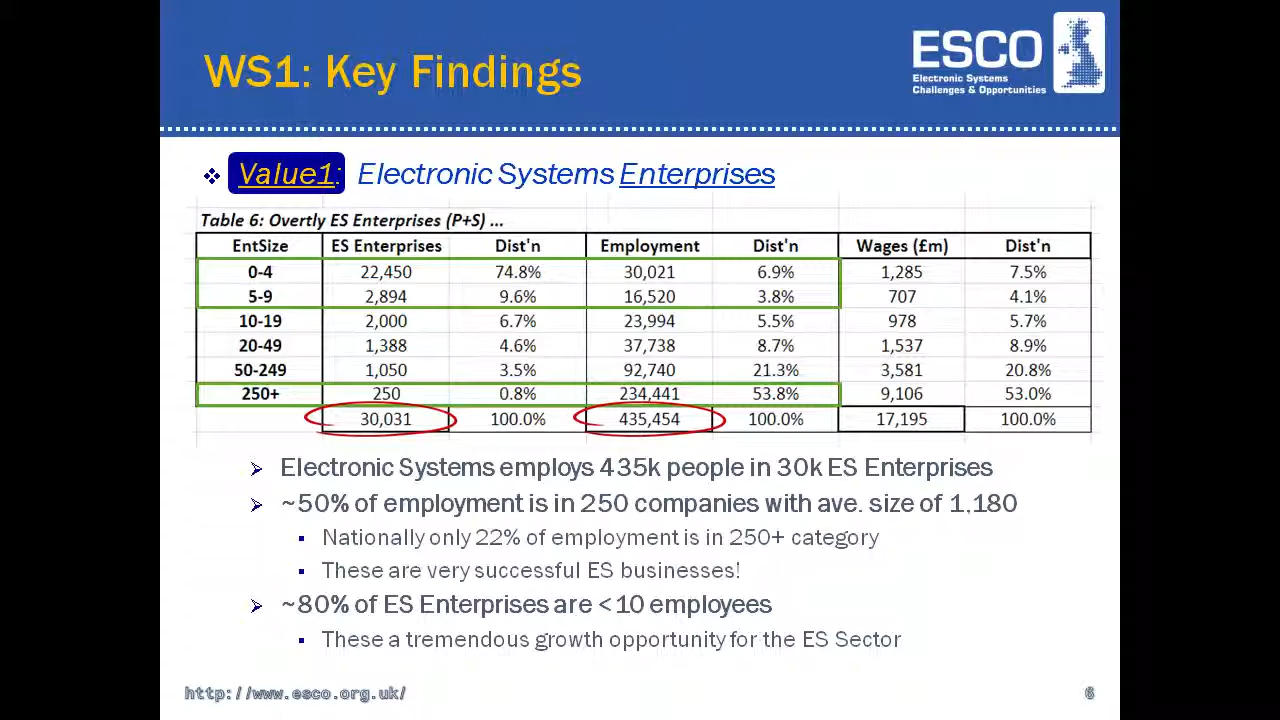 WS1: Key Findings
ESCO
Electronic Systems
Challenges & Opportunities
Value1: Electronic Systems Enterprises
Table 6: Overtly ES Enterprises (P+S) ...
EntSize ES Enterprises Dist'n Employment Dist'n Wages (£m) Dist'n
0-4 22,450 74.8% 30,021 6.9% 1,285 7.5%
5-9 2,894 9.6% 16,520 3.8% 707 4.1%
10-19 2,000 6.7% 23,994 5.5% 978 5.7%
20-49 1,388 4.6% 37,738 8.7% 1,537 8.9%
50-249 1,050 3.5% 92,740 21.3% 3,581 20.8%
250+ 250 0.8% 234,441 53.8% 9,106 53.0%
30,031 100.0% 435,454 100.0% 17,195 100.0%
Electronic Systems employs 435k people in 30k ES Enterprises
~50% of employment is in 250 companies with ave. size of 1,180
Nationally only 22% of employment is in 250+ category
These are very successful ES businesses!
~80% of ES Enterprises are <10 employees
These a tremendous growth opportunity for the ES Sector
http://www.esco.org.uk/ 6